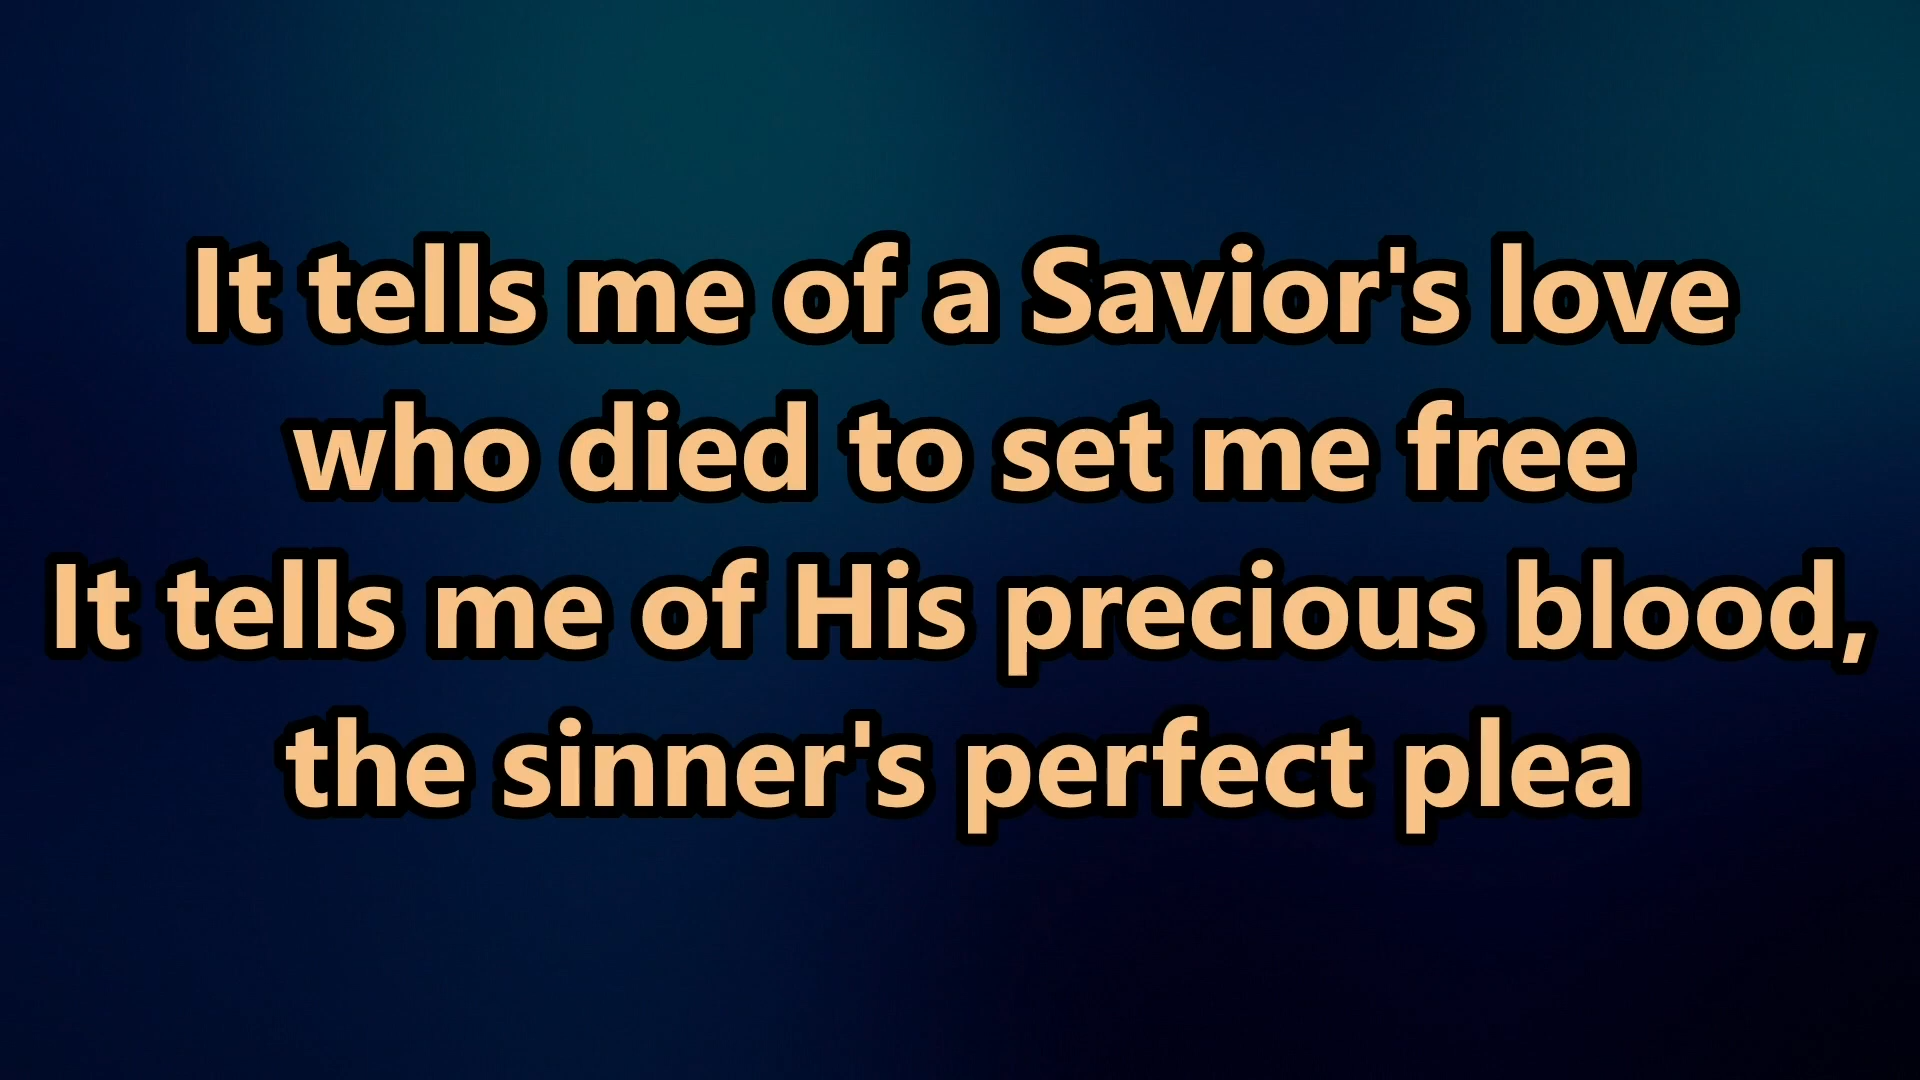 It tells me of a Savior's love
who died to set me free
It tells me of His precious blood,
the sinner's perfect plea